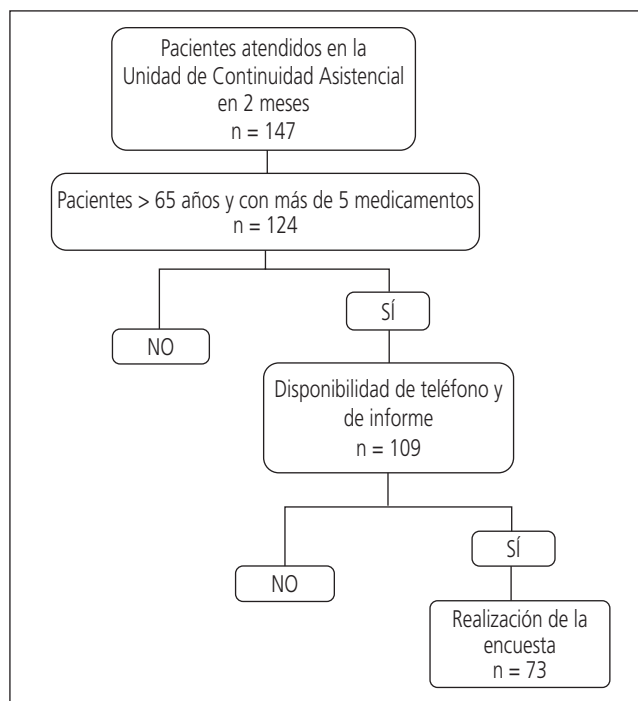 Pacientes atendidos en la
Unidad de Continuidad Asistencial
en 2 meses
n = 147
Pacientes > 65 años y con más de 5 medicamentos
n = 124
NO
SÍ
Disponibilidad de teléfono y
de informe
n = 109
NO
SÍ
Realización de la
encuesta
n = 73